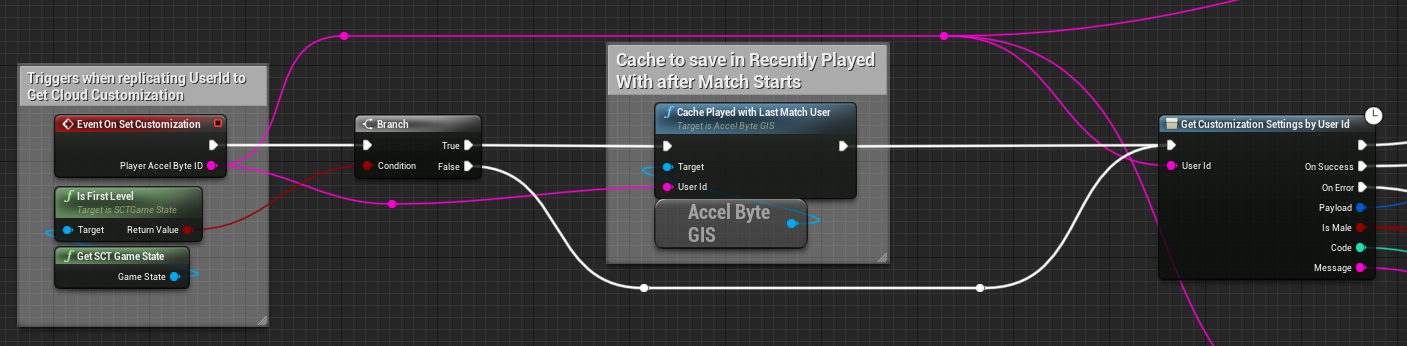 Triggers when replicating UserId to
Get Cloud Customization
Event On Set Customization
Player Accel Byte ID
Is First Level
Target is SCTGame State
Target
Return Value
Get SCT Game State
Game State
Branch
True
Condition
False
Cache to save in Recently Played
With after Match Starts
Cache Played with Last Match User
Target is Accel Byte GIS
Target
User Id
Accel Byte
GIS
Get Customization Settings by User Id
User Id
On Success
On Error
Payload
Is Male
Code
Message